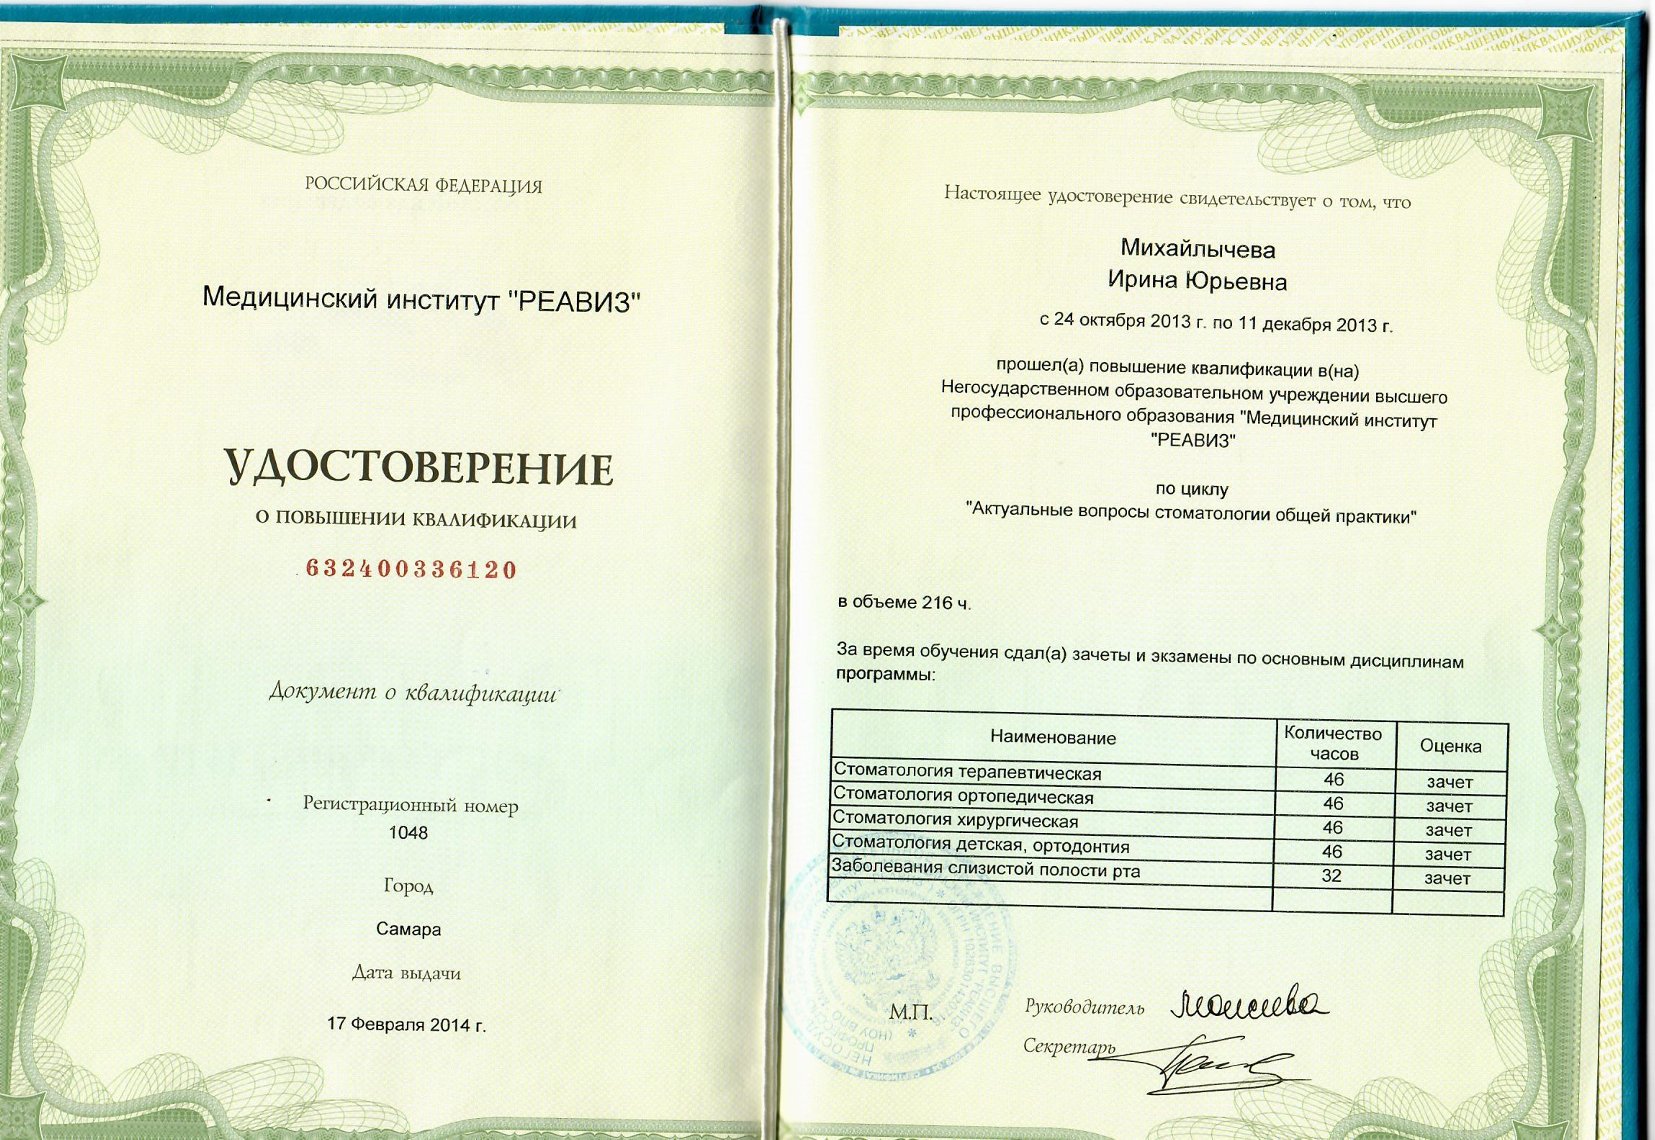 РОССИЙСКАЯ ФЕДЕРАЦИЯ
Медицинский институт "РЕАВИЗ"
УДОСТОВЕРЕНИЕ
О ПОВЫШЕНИИ КВАЛИФИКАЦИИ
632400336120
Документ о квалификации
Регистрационный номер
1048
Город
Самара
Дата выдачи
17 Февраля 2014 г.
Настоящее удостоверение свидетельствует о том, что
Михайлычева
Ирина Юрьевна
с 24 октября 2013 г. по 11 декабря 2013 г.
прошел(а) повышение квалификации в(на)
Негосударственном образовательном учреждении высшего
профессионального образования "Медицинский институт
"РЕАВИЗ"
по циклу
"Актуальные вопросы стоматологии общей практики"
в объеме 216 ч.
За время обучения сдал(а) зачеты и экзамены по основным дисциплинам
программы:
Наименование Количество часов Оценка
Стоматология терапевтическая 46 зачет
Стоматология ортопедическая 46 зачет
Стоматология хирургическая 46 зачет
Стоматология детская, ортодонтия 46 зачет
Заболевания слизистой полости рта 32 зачет
М.П.
Руководитель
Секретарь